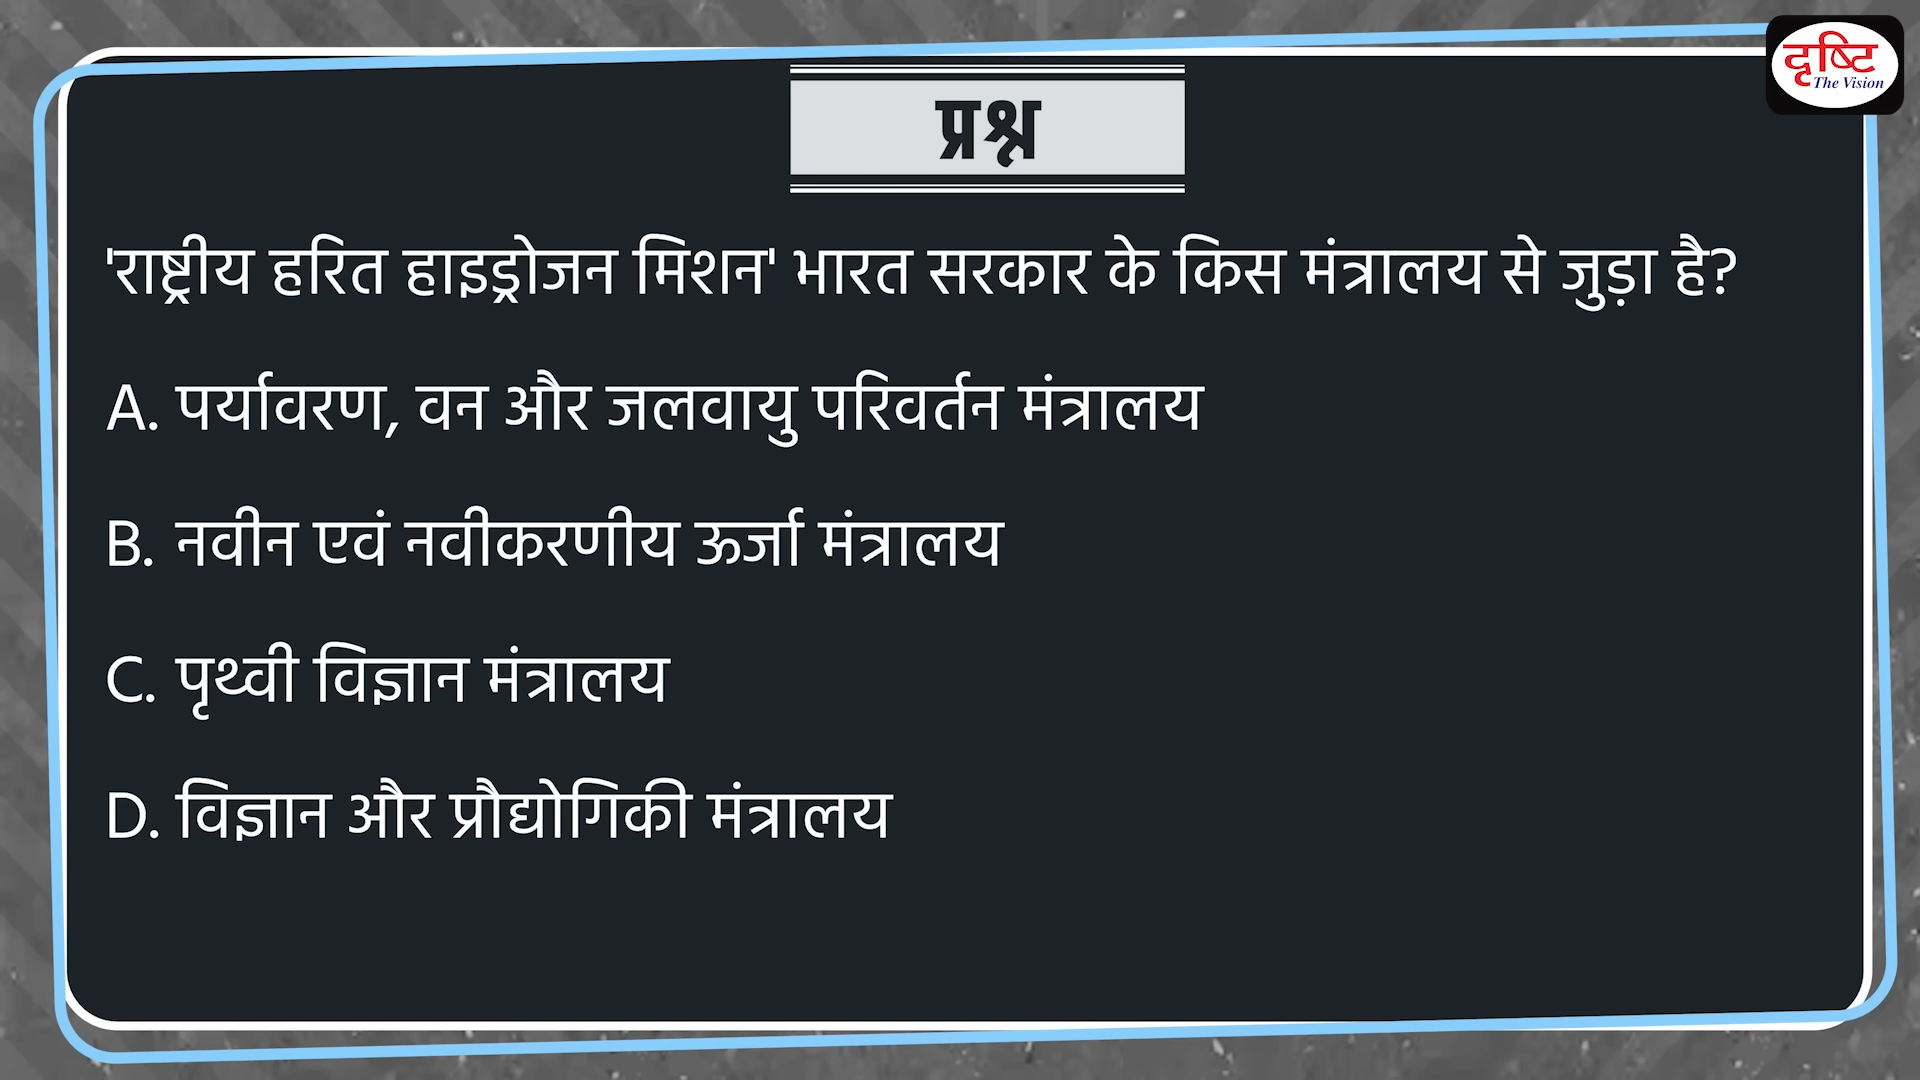 दृष्टि
The Vision
प्रश्न
'राष्ट्रीय हरित हाइड्रोजन मिशन' भारत सरकार के किस मंत्रालय से जुड़ा है?
A. पर्यावरण, वन और जलवायु परिवर्तन मंत्रालय
B. नवीन एवं नवीकरणीय ऊर्जा मंत्रालय
C. पृथ्वी विज्ञान मंत्रालय
D. विज्ञान और प्रौद्योगिकी मंत्रालय